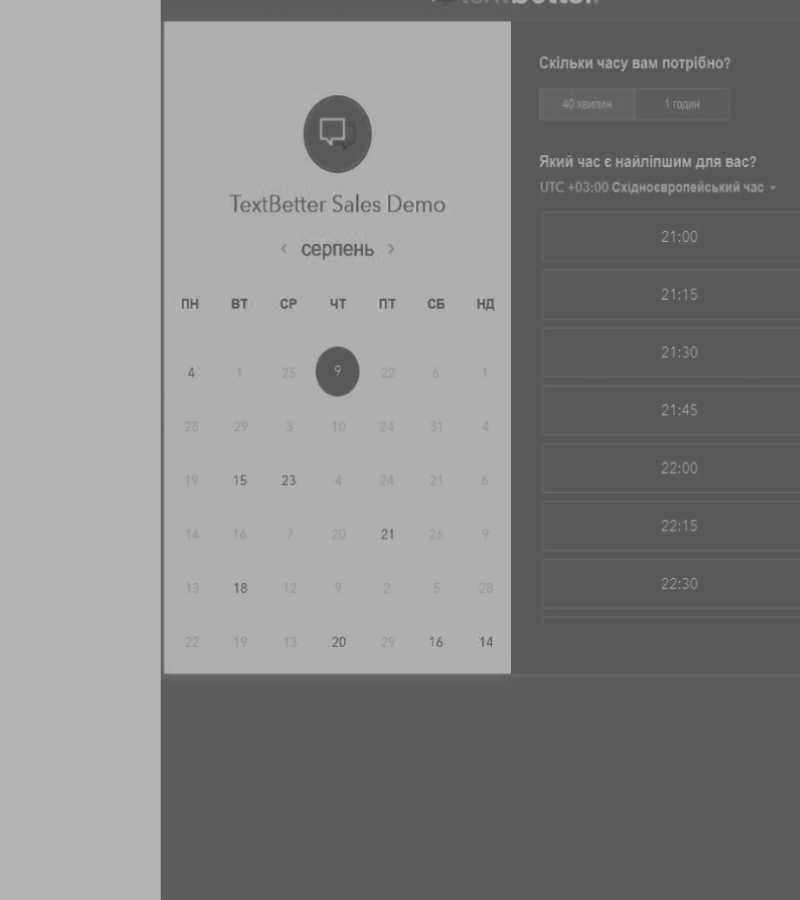 textbetter
TextBetter Sales Demo
серпень
ПН ВТ СР ЧТ ПТ СБ НД
4 1 25 9 22 6 1
28 29 3 10 24 31 4
19 15 23 4 24 21 6
14 16 7 20 21 26 9
13 18 12 9 2 5 28
22 19 13 20 29 16 14
Скільки часу вам потрібно?
40 хвилин 1 годин
Який час є найліпшим для вас?
UTC +03:00 Східноєвропейський час
21:00
21:15
21:30
21:45
22:00
22:15
22:30